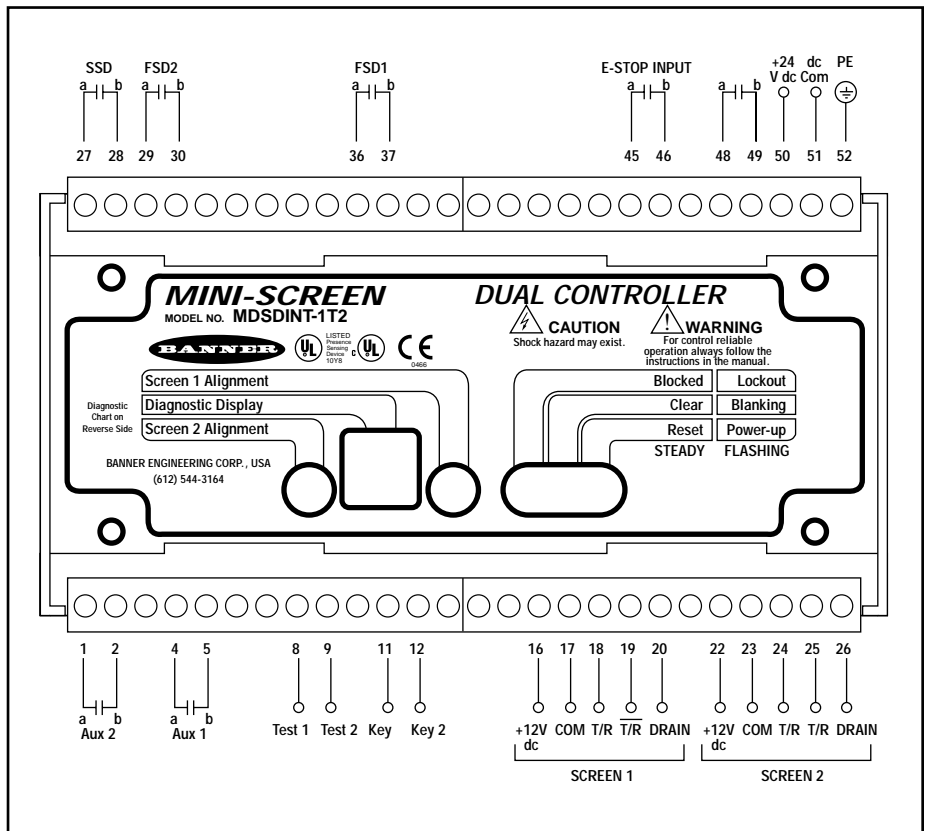 SSD FSD2 FSD1 E-STOP INPUT +24 V dc dc Com PE
a b a b a b a b a b
27 28 29 30 36 37 45 46 48 49 50 51 52
MINI-SCREEN
MODEL NO. MDSDINT-1T2
DUAL CONTROLLER
BANNER
UL
LISTED
Presence
Sensing
Device
10Y8
C UL
CE
0466
CAUTION
Shock hazard may exist.
WARNING
For control reliable
operation always follow the
instructions in the manual.
Diagnostic
Chart on
Reverse Side
Screen 1 Alignment
Diagnostic Display
Screen 2 Alignment
Blocked Lockout
Clear Blanking
Reset Power-up
STEADY FLASHING
BANNER ENGINEERING CORP., USA
(612) 544-3164
1 2 4 5 8 9 11 12 16 17 18 19 20 22 23 24 25 26
a b a b
Aux 2 Aux 1
Test 1 Test 2 Key Key 2
+12V dc COM T/R T/R DRAIN
SCREEN 1
+12V dc COM T/R T/R DRAIN
SCREEN 2